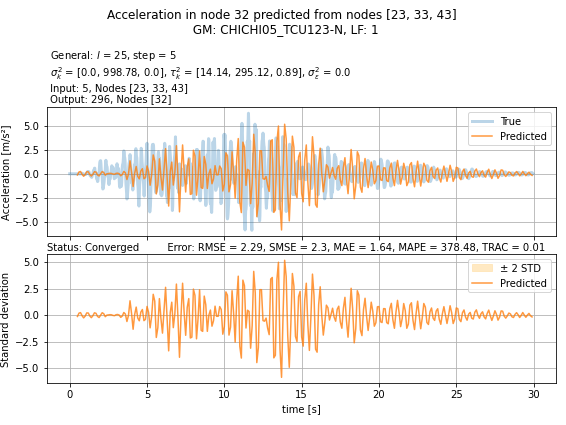 Acceleration in node 32 predicted from nodes [23, 33, 43]
GM: CHICHI05_TCU123-N, LF: 1
General: l = 25, step = 5
σ²ₖ = [0.0, 998.78, 0.0], τ²ₖ = [14.14, 295.12, 0.89], σ²ε = 0.0
Input: 5, Nodes [23, 33, 43]
Output: 296, Nodes [32]
Acceleration [m/s²]
5.0
2.5
0.0
−2.5
−5.0
True
Predicted
Status: Converged Error: RMSE = 2.29, SMSE = 2.3, MAE = 1.64, MAPE = 378.48, TRAC = 0.01
Standard deviation
5.0
2.5
0.0
−2.5
−5.0
± 2 STD
Predicted
0 5 10 15 20 25 30
time [s]